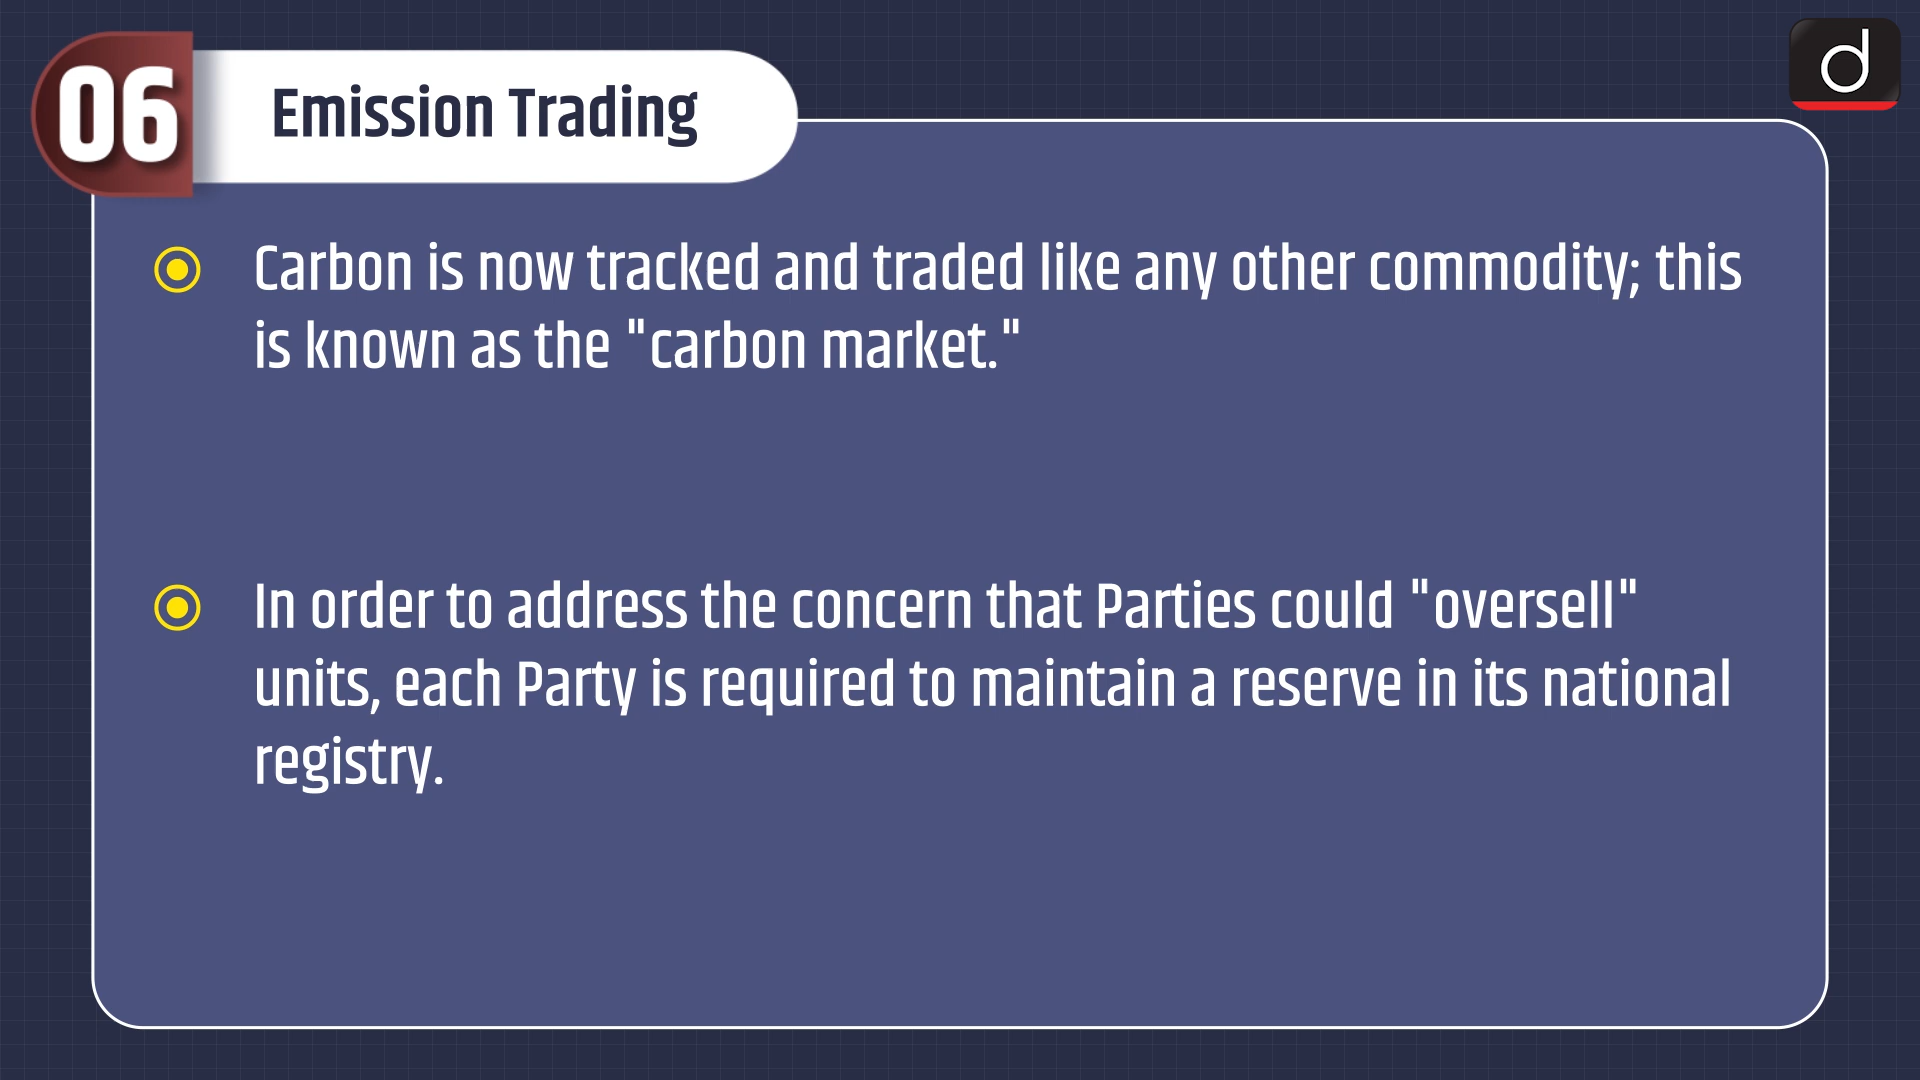 06
Emission Trading
d
Carbon is now tracked and traded like any other commodity; this
is known as the "carbon market."
In order to address the concern that Parties could "oversell"
units, each Party is required to maintain a reserve in its national
registry.